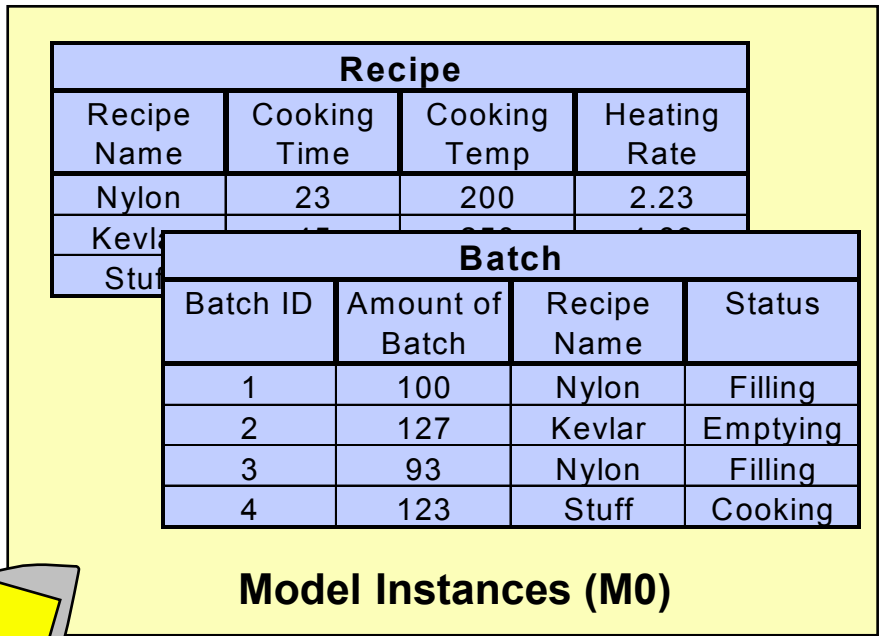 Recipe
Recipe Name Cooking Time Cooking Temp Heating Rate
Nylon 23 200 2.23
Batch
Batch ID Amount of Batch Recipe Name Status
1 100 Nylon Filling
2 127 Kevlar Emptying
3 93 Nylon Filling
4 123 Stuff Cooking
Model Instances (M0)